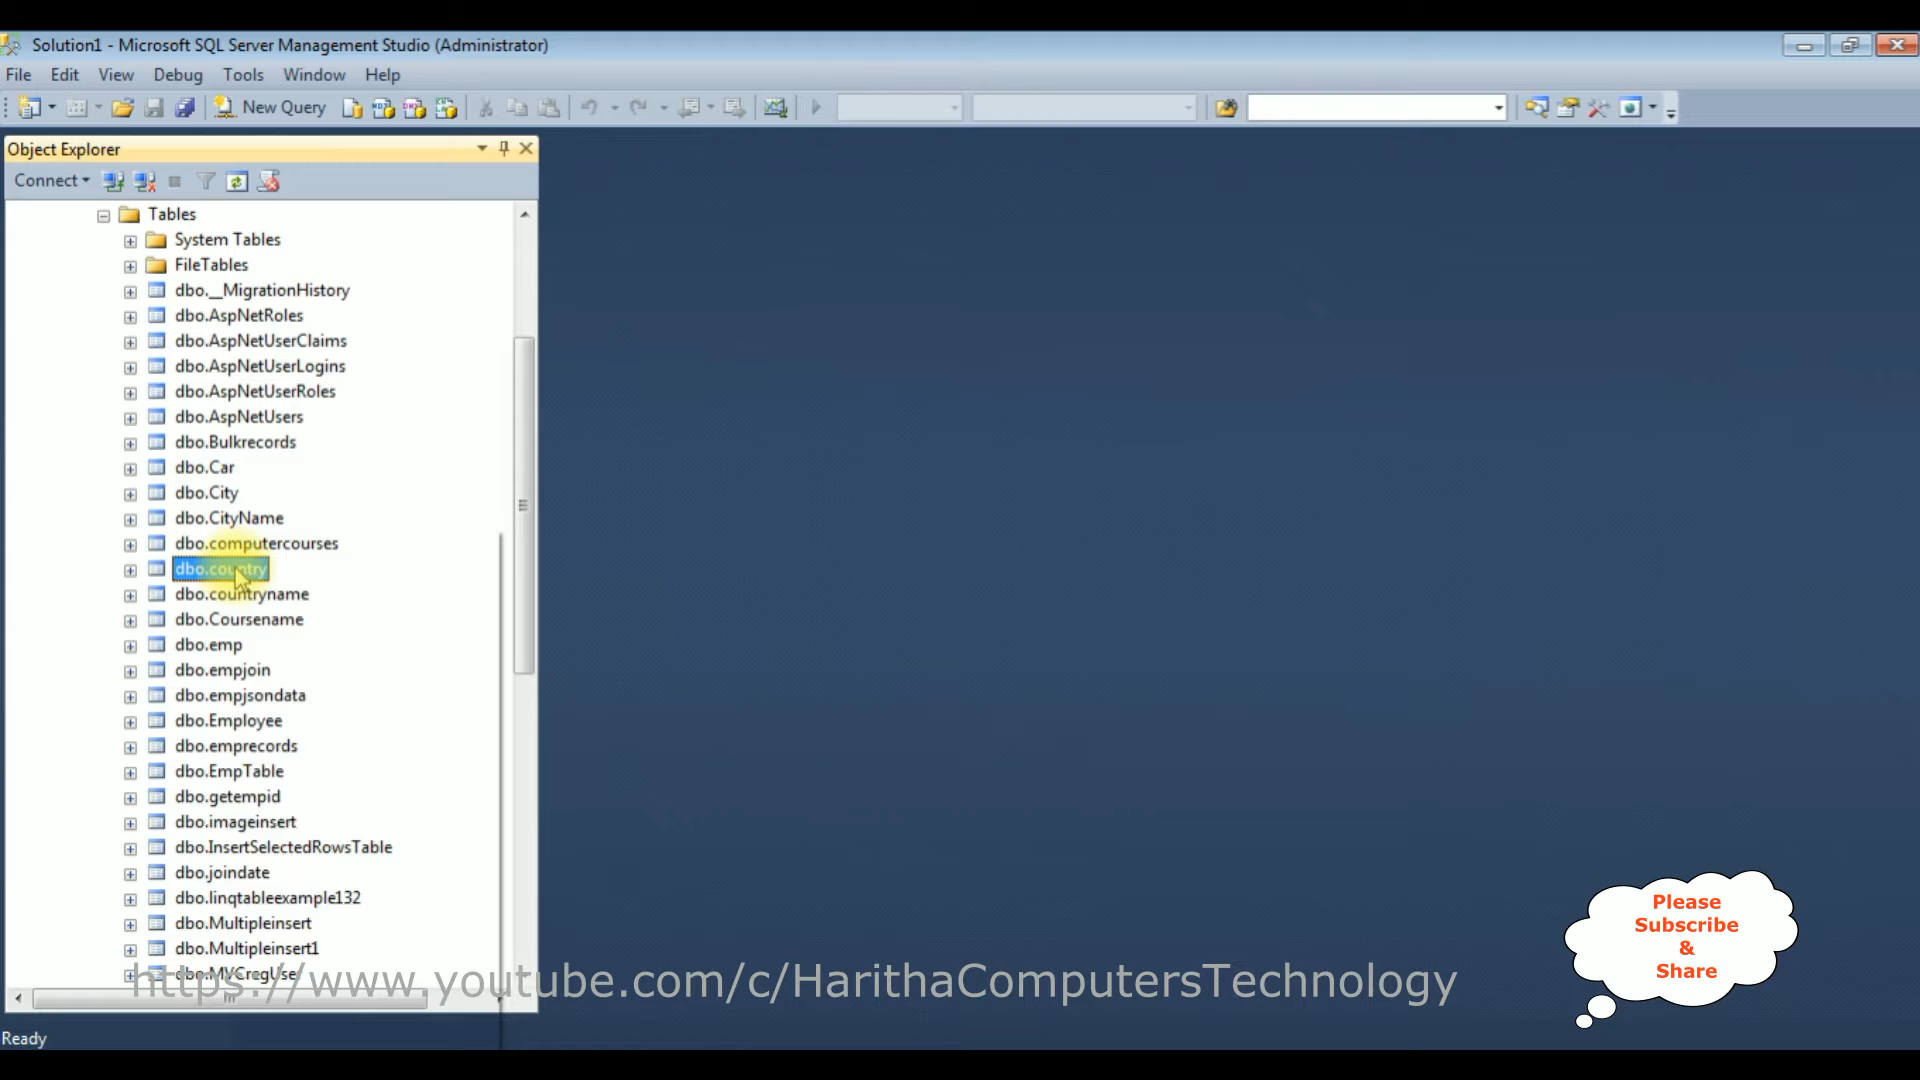 Solution1 - Microsoft SQL Server Management Studio (Administrator)
File Edit View Debug Tools Window Help
New Query
Object Explorer
Connect
Tables
System Tables
FileTables
dbo.__MigrationHistory
dbo.AspNetRoles
dbo.AspNetUserClaims
dbo.AspNetUserLogins
dbo.AspNetUserRoles
dbo.AspNetUsers
dbo.Bulkrecords
dbo.Car
dbo.City
dbo.CityName
dbo.computercourses
dbo.country
dbo.countryname
dbo.Coursename
dbo.emp
dbo.empjoin
dbo.empjsondata
dbo.Employee
dbo.emprecords
dbo.EmpTable
dbo.getempid
dbo.imageinsert
dbo.InsertSelectedRowsTable
dbo.joindate
dbo.linqtableexample132
dbo.Multipleinsert
dbo.Multipleinsert1
https://www.youtube.com/c/HarithaComputersTechnology
Please
Subscribe
&
Share
Ready